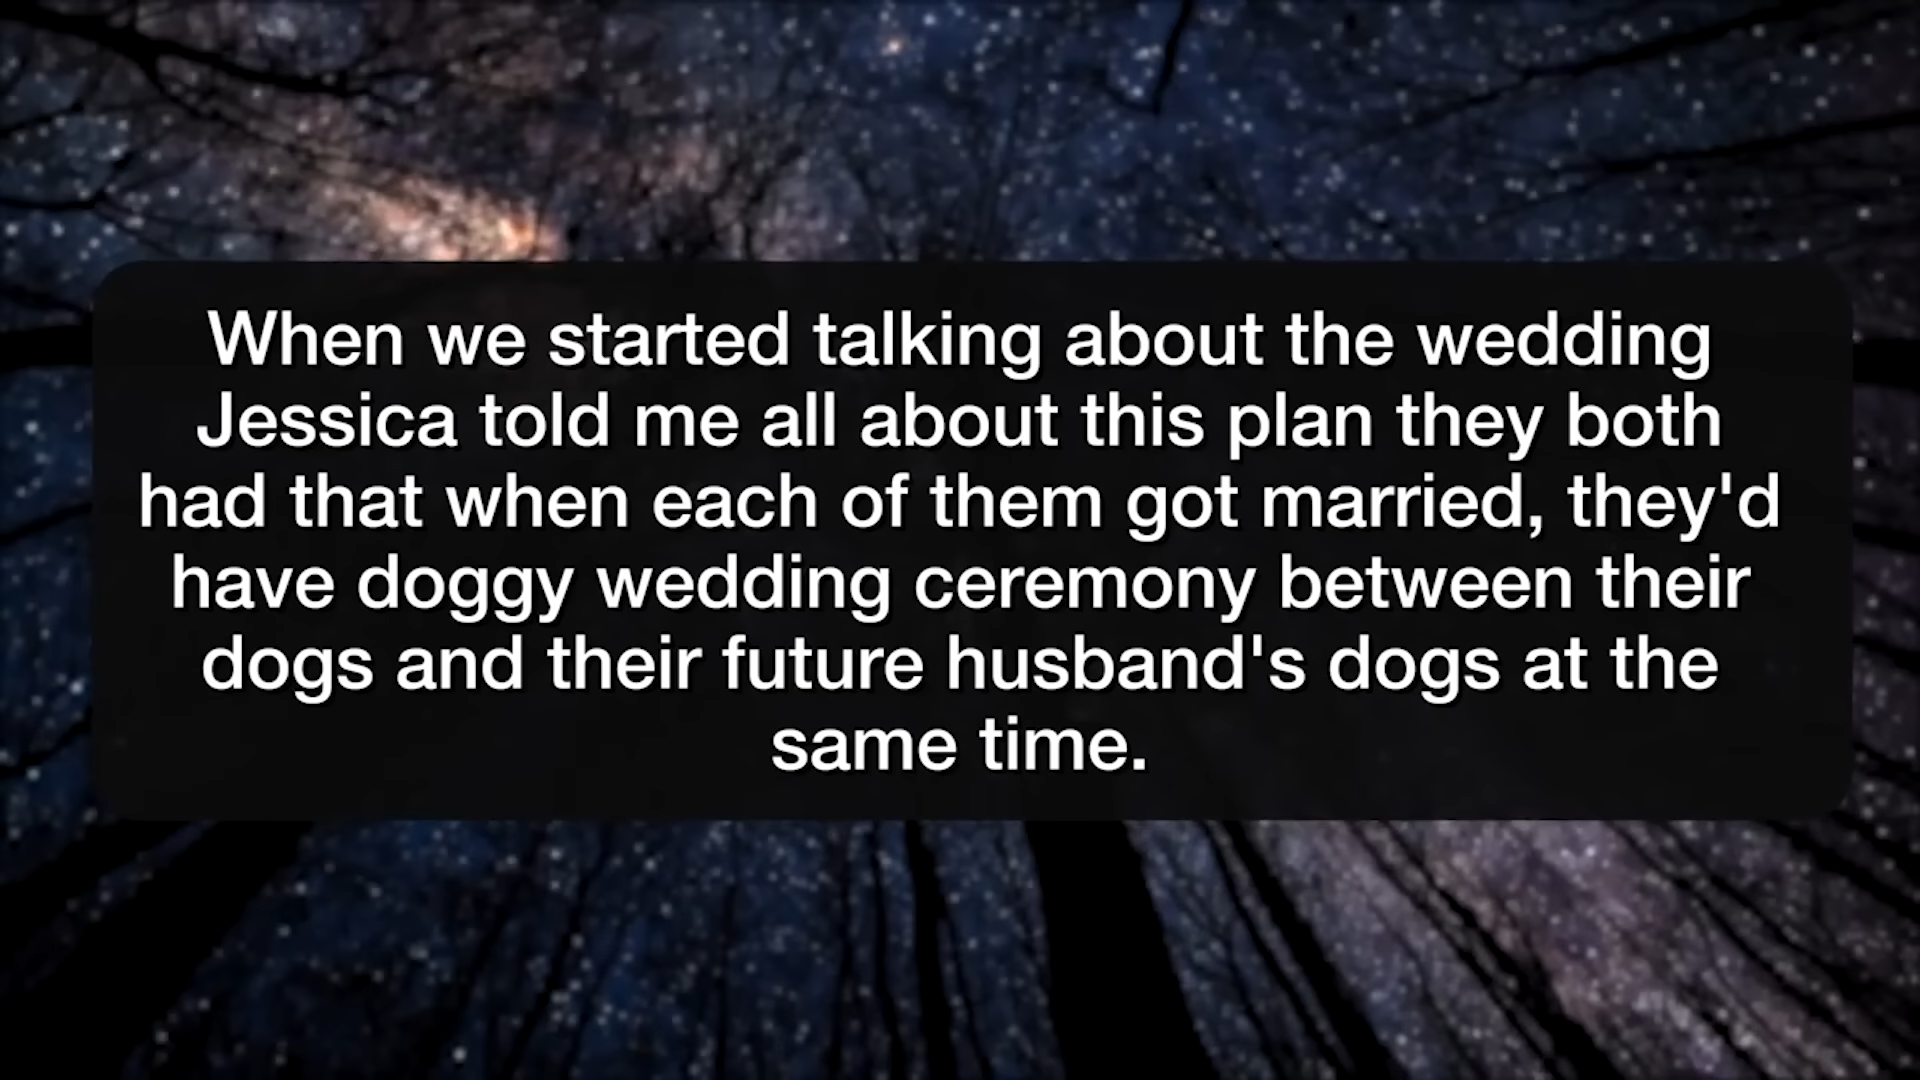 When we started talking about the wedding
Jessica told me all about this plan they both
had that when each of them got married, they'd
have doggy wedding ceremony between their
dogs and their future husband's dogs at the
same time.